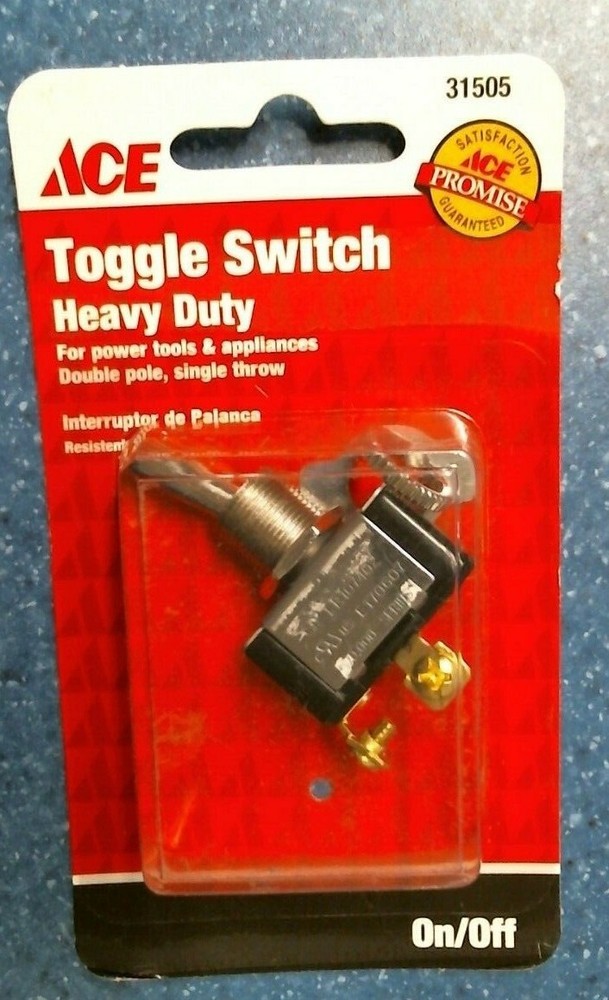 31505
ACE
SATISFACTION
ACE
PROMISE
GUARANTEED
Toggle Switch
Heavy Duty
For power tools & appliances
Double pole, single throw
Interruptor de Palanca
On/Off